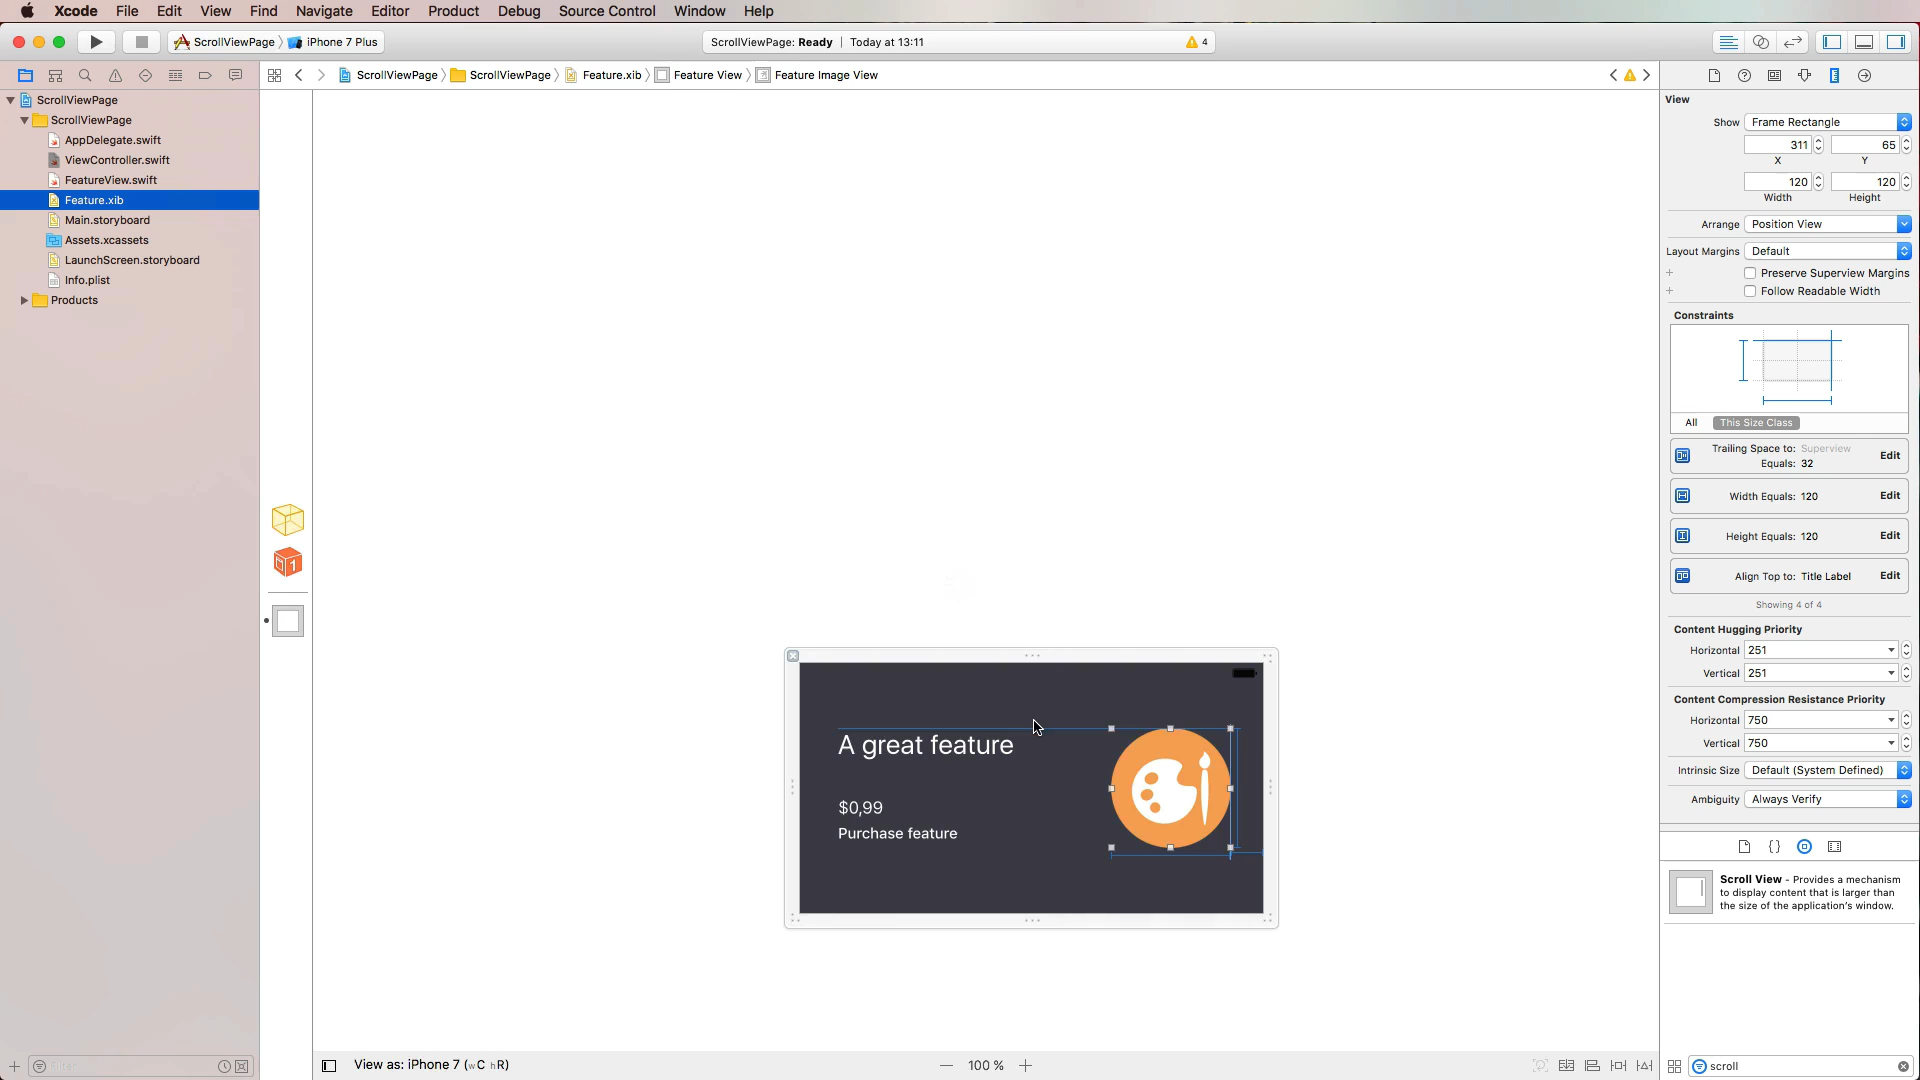 Xcode File Edit View Find Navigate Editor Product Debug Source Control Window Help
ScrollViewPage iPhone 7 Plus
ScrollViewPage: Ready Today at 13:11
4
ScrollViewPage ScrollViewPage Feature.xib Feature View Feature Image View
ScrollViewPage
ScrollViewPage
AppDelegate.swift
ViewController.swift
FeatureView.swift
Feature.xib
Main.storyboard
Assets.xcassets
LaunchScreen.storyboard
Info.plist
Products
Filter
1
A great feature
$0,99
Purchase feature
View as: iPhone 7 (wC hR)
100 %
View
Show Frame Rectangle
311 65
X Y
120 120
Width Height
Arrange Position View
Layout Margins Default
Preserve Superview Margins
Follow Readable Width
Constraints
All This Size Class
Trailing Space to: Superview
Equals: 32
Edit
Width Equals: 120 Edit
Height Equals: 120 Edit
Align Top to: Title Label Edit
Showing 4 of 4
Content Hugging Priority
Horizontal 251
Vertical 251
Content Compression Resistance Priority
Horizontal 750
Vertical 750
Intrinsic Size Default (System Defined)
Ambiguity Always Verify
{}
Scroll View - Provides a mechanism
to display content that is larger than
the size of the application's window.
scroll